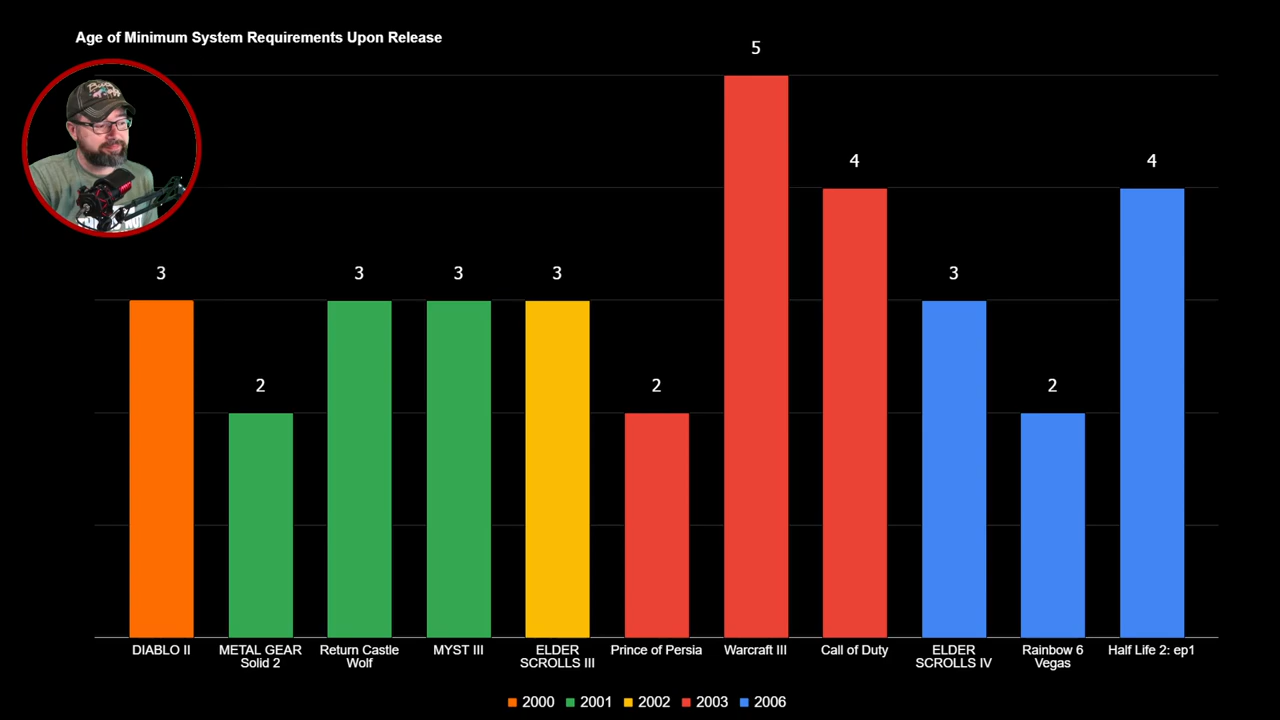 Age of Minimum System Requirements Upon Release
5
4
4
3
3
3
3
3
2
2
2
DIABLO II
METAL GEAR
Solid 2
Return Castle
Wolf
MYST III
ELDER
SCROLLS III
Prince of Persia
Warcraft III
Call of Duty
ELDER
SCROLLS IV
Rainbow 6
Vegas
Half Life 2: ep1
2000
2001
2002
2003
2006